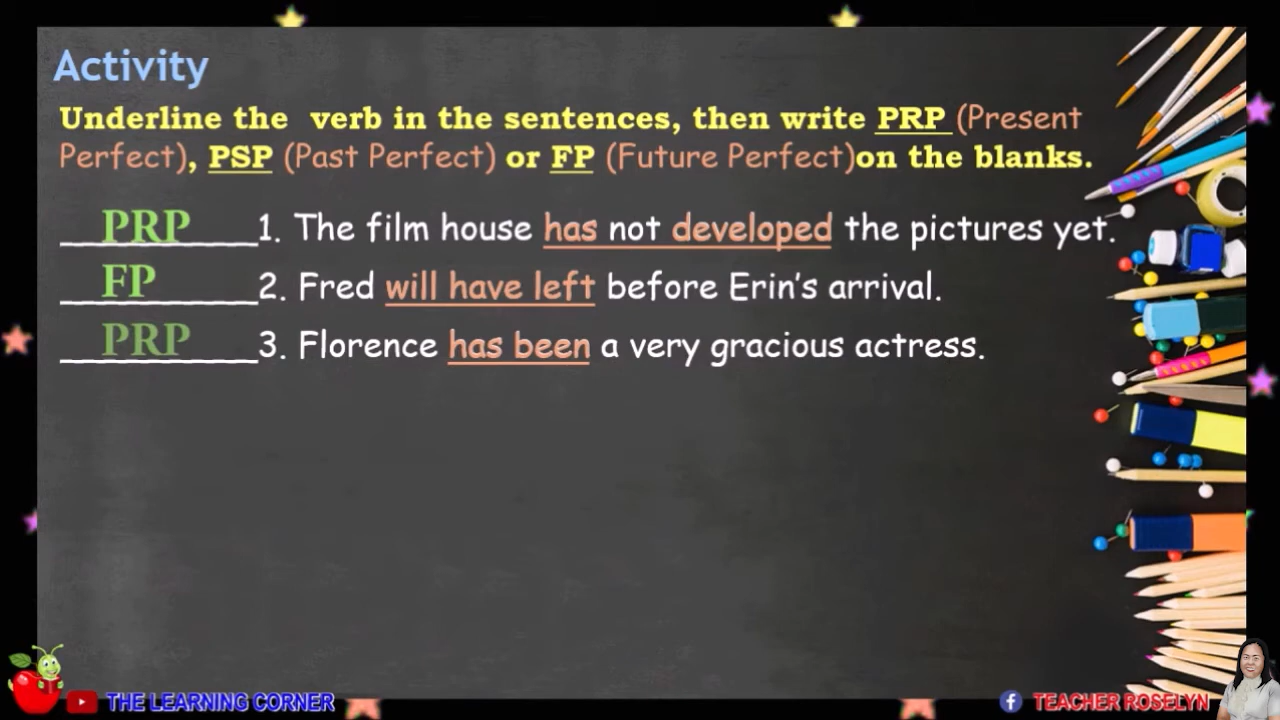 Activity
Underline the verb in the sentences, then write PRP (Present
Perfect), PSP (Past Perfect) or FP (Future Perfect)on the blanks.
PRP 1. The film house has not developed the pictures yet.
FP 2. Fred will have left before Erin's arrival.
PRP 3. Florence has been a very gracious actress.
THE LEARNING CORNER
TEACHER ROSELYN